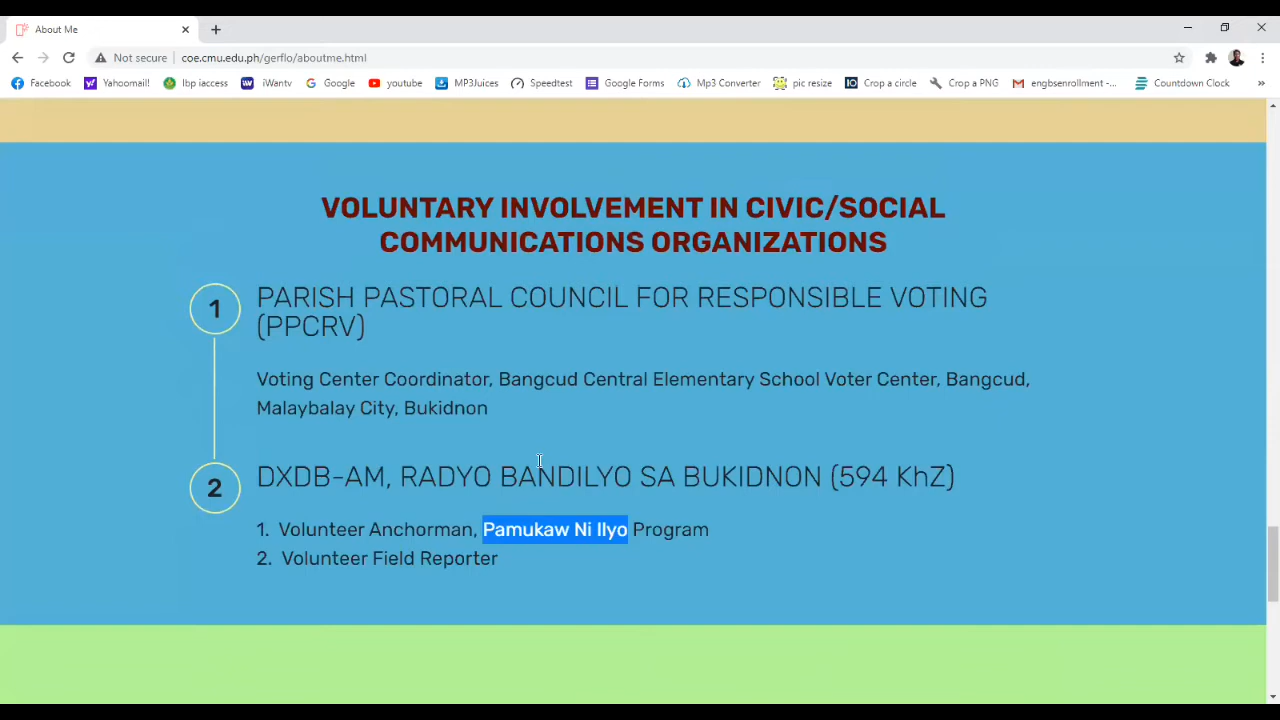 About Me
Not secure coe.cmu.edu.ph/gerflo/aboutme.html
Facebook Yahoomail! lbp iaccess iWantv Google youtube MP3Juices Speedtest Google Forms Mp3 Converter pic resize Crop a circle Crop a PNG engbsenrollment -... Countdown Clock »
VOLUNTARY INVOLVEMENT IN CIVIC/SOCIAL
COMMUNICATIONS ORGANIZATIONS
1
PARISH PASTORAL COUNCIL FOR RESPONSIBLE VOTING
(PPCRV)
Voting Center Coordinator, Bangcud Central Elementary School Voter Center, Bangcud,
Malaybalay City, Bukidnon
2
DXDB-AM, RADYO BANDILYO SA BUKIDNON (594 KhZ)
1. Volunteer Anchorman, Pamukaw Ni Ilyo Program
2. Volunteer Field Reporter